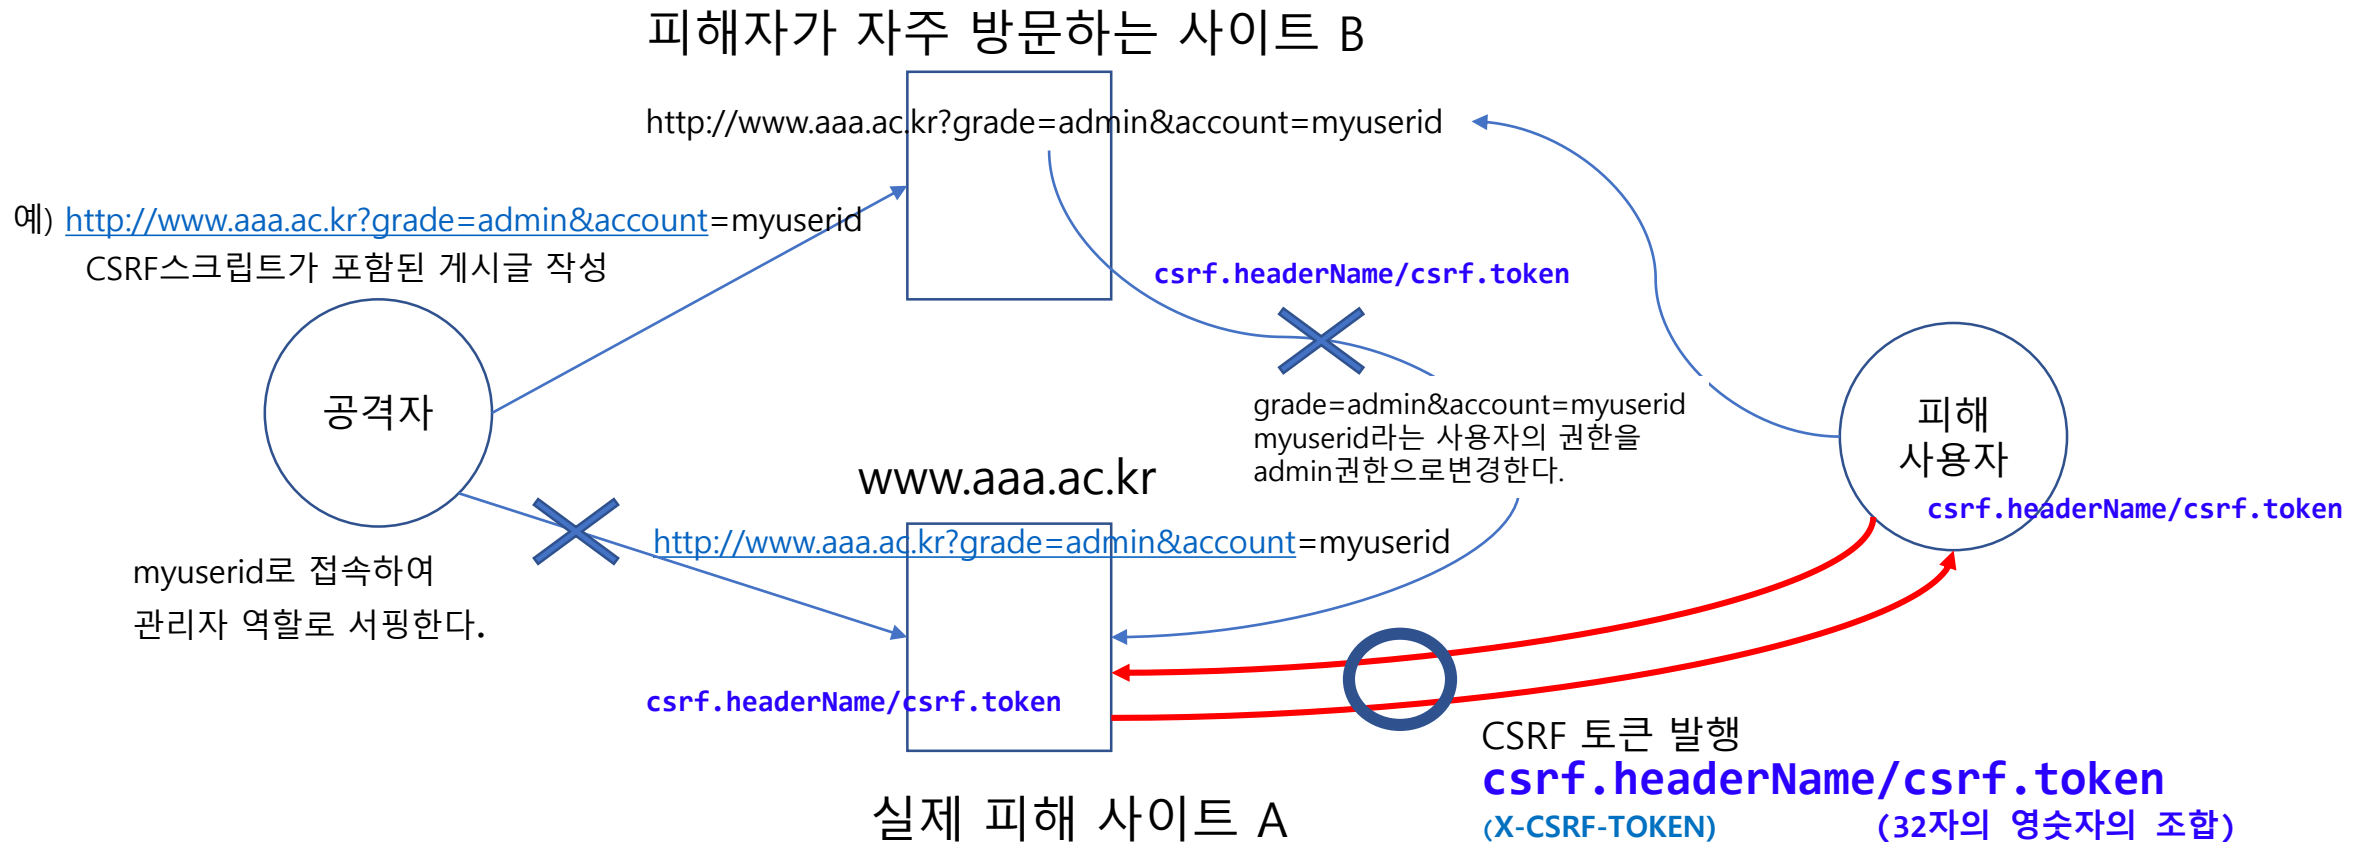 피해자가 자주 방문하는 사이트 B
http://www.aaa.ac.kr?grade=admin&account=myuserid
예) http://www.aaa.ac.kr?grade=admin&account=myuserid
CSRF스크립트가 포함된 게시글 작성
csrf.headerName/csrf.token
공격자
grade=admin&account=myuserid
myuserid라는 사용자의 권한을
admin권한으로변경한다.
피해
사용자
csrf.headerName/csrf.token
www.aaa.ac.kr
http://www.aaa.ac.kr?grade=admin&account=myuserid
myuserid로 접속하여
관리자 역할로 서핑한다.
csrf.headerName/csrf.token
CSRF 토큰 발행
csrf.headerName/csrf.token
(X-CSRF-TOKEN) (32자의 영숫자의 조합)
실제 피해 사이트 A